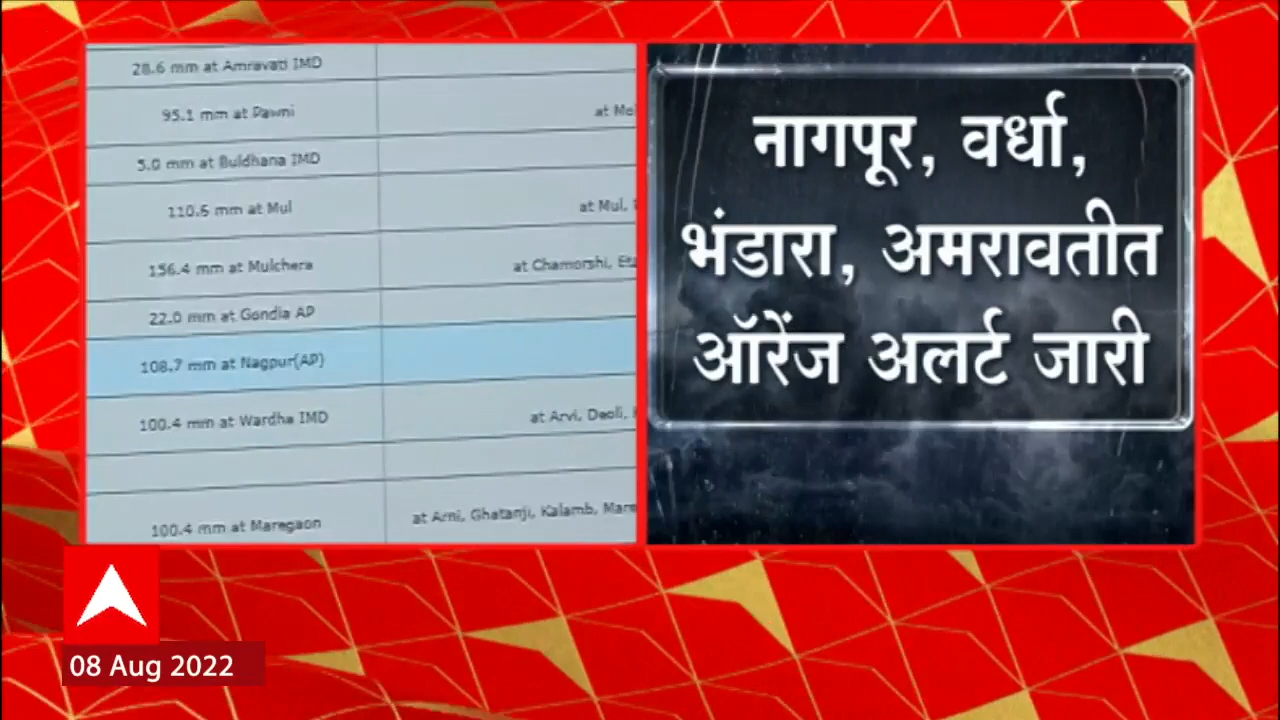 28.6 mm at Amravati IMD
95.1 mm at Pawni
at Mo
5.0 mm at Buldhana IMD
110.6 mm at Mul
at Mul,
156.4 mm at Mulchera
at Chamorshi, Eta
22.0 mm at Gondia AP
108.7 mm at Nagpur(AP)
100.4 mm at Wardha IMD
at Arvi, Deoli,
100.4 mm at Maregaon
at Arni, Ghatanji, Kalamb, Mare
नागपूर, वर्धा,
भंडारा, अमरावतीत
ऑरेंज अलर्ट जारी
08 Aug 2022